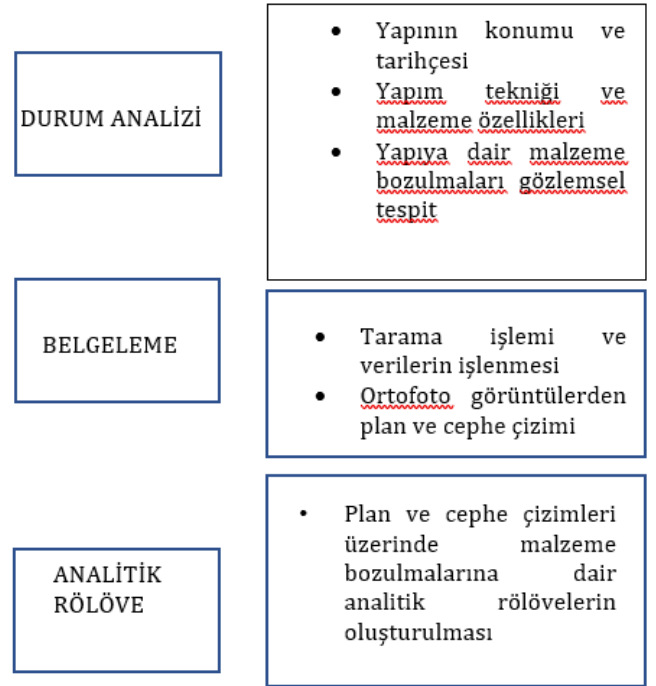 DURUM ANALİZİ
• Yapının konumu ve
tarihçesi
• Yapım tekniği ve
malzeme özellikleri
• Yapıya dair malzeme
bozulmaları gözlemsel
tespit
BELGELEME
• Tarama işlemi ve
verilerin işlenmesi
• Ortofoto görüntülerden
plan ve cephe çizimi
ANALİTİK
RÖLÖVE
• Plan ve cephe çizimleri
üzerinde malzeme
bozulmalarına dair
analitik rölövelerin
oluşturulması